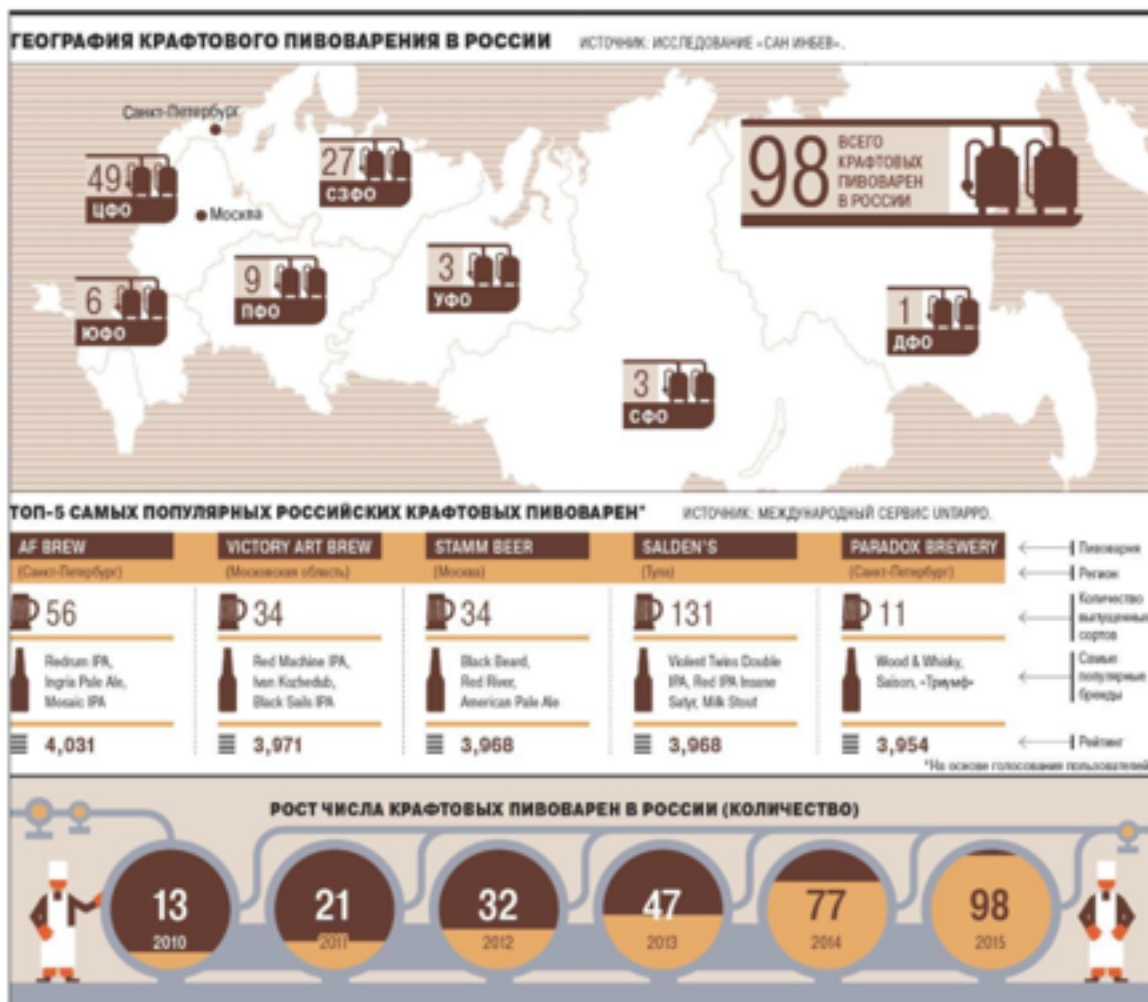 ГЕОГРАФИЯ КРАФТОВОГО ПИВОВАРЕНИЯ В РОССИИ ИСТОЧНИК: ИССЛЕДОВАНИЕ «САН ИНБЕВ».
Санкт-Петербург
49
ЦФО
27
СЗФО
98
ВСЕГО
КРАФТОВЫХ
ПИВОВАРЕН
В РОССИИ
Москва
6
ЮФО
9
ПФО
3
УФО
1
ДФО
3
СФО
ТОП-5 САМЫХ ПОПУЛЯРНЫХ РОССИЙСКИХ КРАФТОВЫХ ПИВОВАРЕН* ИСТОЧНИК: МЕЖДУНАРОДНЫЙ СЕРВИС UNTAPPD.
AF BREW
(Санкт-Петербург)
56
Redrum IPA,
Ingria Pale Ale,
Mosaic IPA
4,031
VICTORY ART BREW
(Московская область)
34
Red Machine IPA,
Ivan Kozhedub,
Black Sails IPA
3,971
STAMM BEER
(Москва)
34
Black Beard,
Red River,
American Pale Ale
3,968
SALDEN'S
(Тула)
131
Violent Twins Double
IPA, Red IPA Insane
Satyr, Milk Stout
3,968
PARADOX BREWERY
(Санкт-Петербург)
11
Wood & Whisky,
Saison, «Триумф»
3,954
Пивоварня
Регион
Количество
выпущенных
сортов
Самые
популярные
бренды
Рейтинг
*На основе голосования пользователей
РОСТ ЧИСЛА КРАФТОВЫХ ПИВОВАРЕН В РОССИИ (КОЛИЧЕСТВО)
13
2010
21
2011
32
2012
47
2013
77
2014
98
2015